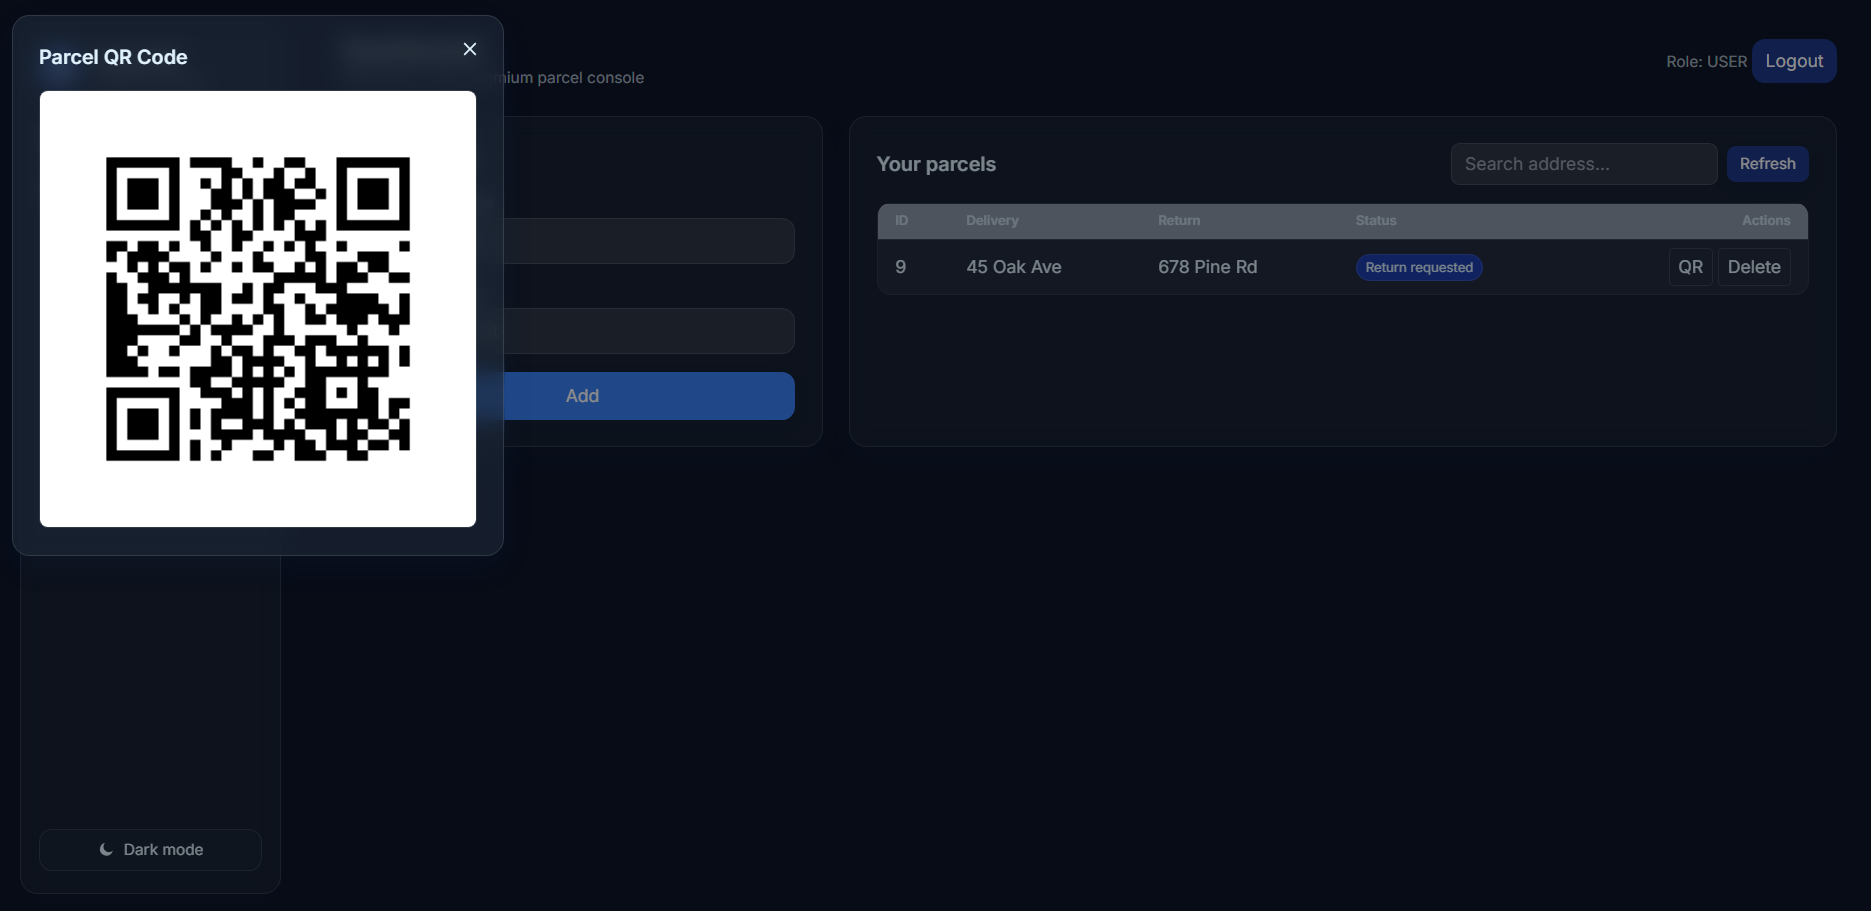 Parcel QR Code
parcel console
Role: USER
Logout
Your parcels
Search address...
Refresh
ID Delivery Return Status Actions
9 45 Oak Ave 678 Pine Rd Return requested QR Delete
Add
Dark mode